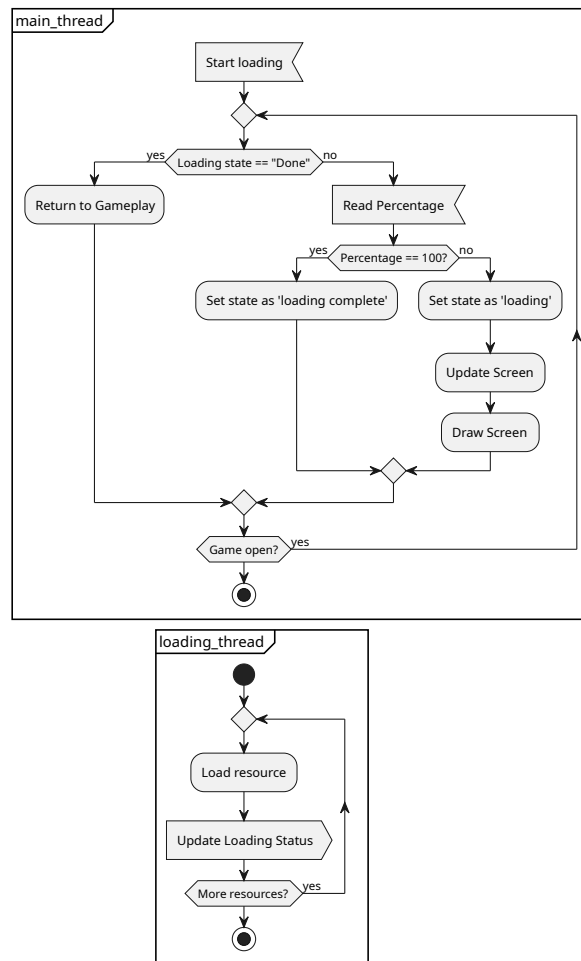 main_thread
Start loading
yes
Loading state == "Done"
no
Return to Gameplay
Read Percentage
yes
Percentage == 100?
no
Set state as 'loading complete'
Set state as 'loading'
Update Screen
Draw Screen
Game open?
yes
loading_thread
Load resource
Update Loading Status
More resources?
yes